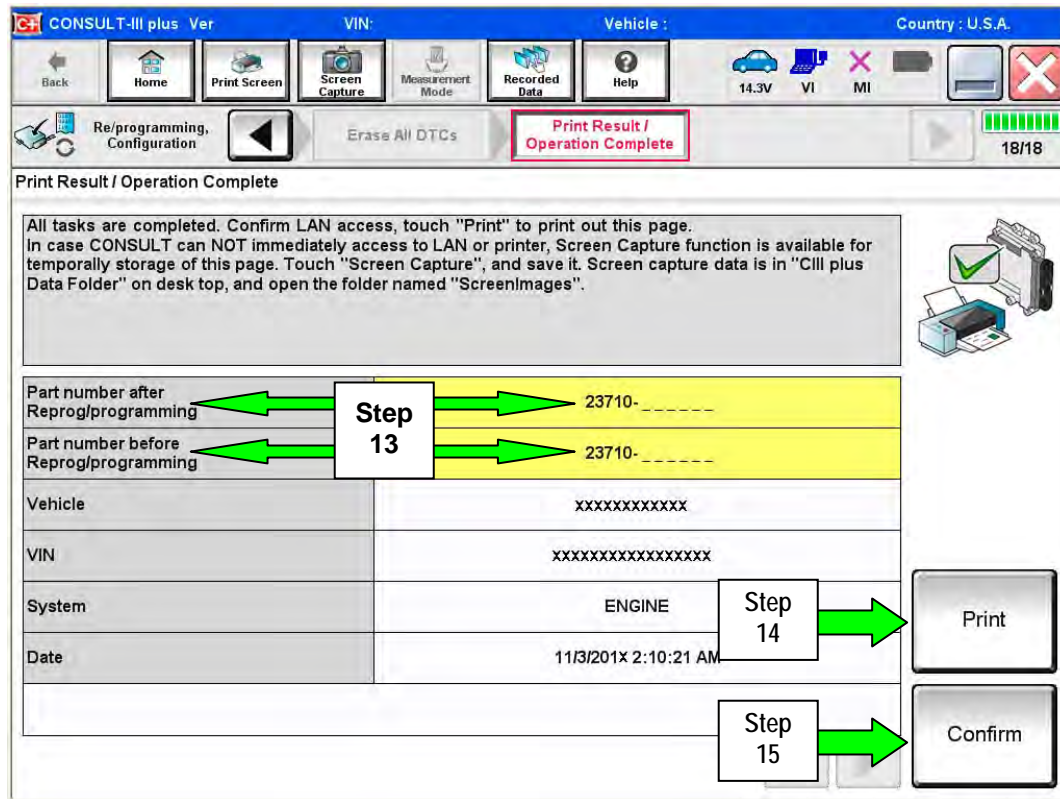 CONSULT-III plus Ver VIN: Vehicle : Country : U.S.A.
Back
Home
Print Screen
Screen
Capture
Measurement
Mode
Recorded
Data
Help
14.3V
VI
MI
Re/programming,
Configuration
Erase All DTCs
Print Result /
Operation Complete
18/18
Print Result / Operation Complete
All tasks are completed. Confirm LAN access, touch "Print" to print out this page.
In case CONSULT can NOT immediately access to LAN or printer, Screen Capture function is available for
temporally storage of this page. Touch "Screen Capture", and save it. Screen capture data is in "CIII plus
Data Folder" on desk top, and open the folder named "ScreenImages".
Part number after
Reprog/programming
23710-_ _ _ _ _ _
Step
13
Part number before
Reprog/programming
23710-_ _ _ _ _ _
Vehicle
xxxxxxxxxxxx
VIN
xxxxxxxxxxxxxxxxx
System
ENGINE
Step
14
Print
Date
11/3/201X 2:10:21 AM
Step
15
Confirm